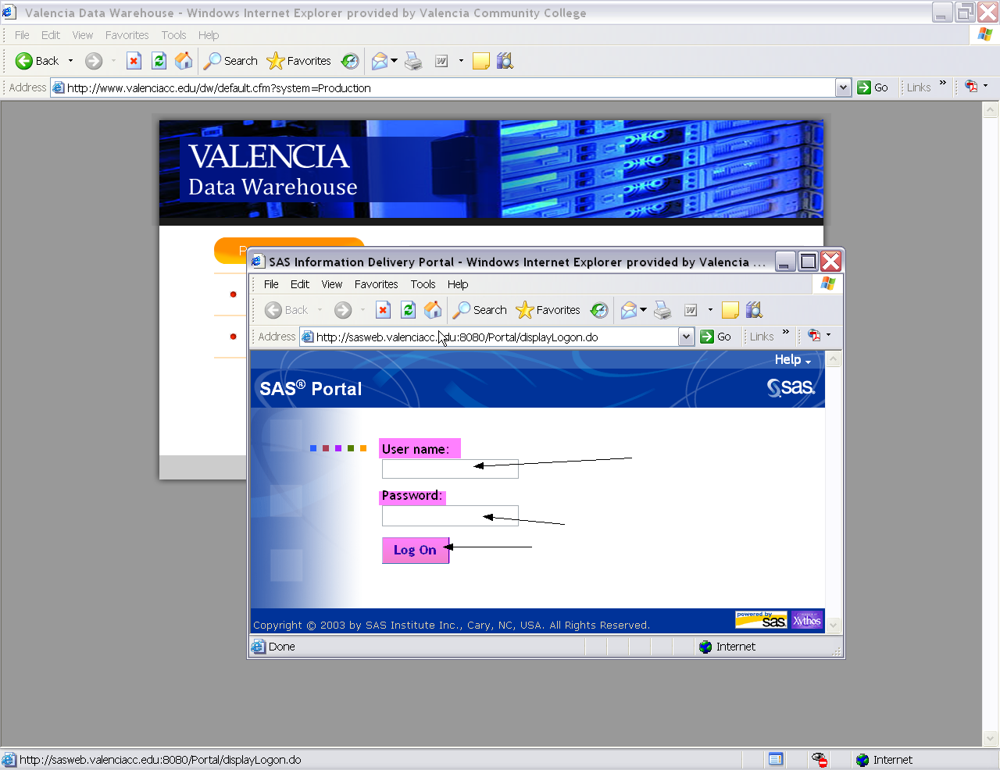 Valencia Data Warehouse - Windows Internet Explorer provided by Valencia Community College
File Edit View Favorites Tools Help
Back Search Favorites
Address http://www.valenciacc.edu/dw/default.cfm?system=Production Go Links »
VALENCIA
Data Warehouse
SAS Information Delivery Portal - Windows Internet Explorer provided by Valencia ...
File Edit View Favorites Tools Help
Back Search Favorites
Address http://sasweb.valenciacc.edu:8080/Portal/displayLogon.do Go Links »
Help
SAS® Portal
sas
User name:
Password:
Log On
Copyright © 2003 by SAS Institute Inc., Cary, NC, USA. All Rights Reserved.
powered by
sas
Xythos
Done Internet
http://sasweb.valenciacc.edu:8080/Portal/displayLogon.do Internet